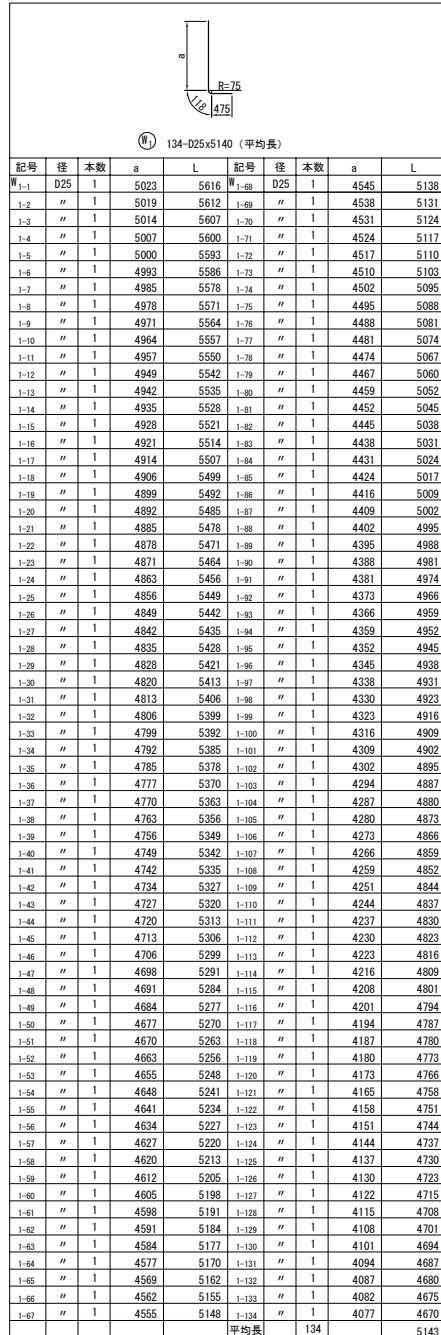 a
R=75
118
475
W1 134-D25x5140 (平均長)
記号 径 本数 a L 記号 径 本数 a L
W1-1 D25 1 5023 5616 W1-68 D25 1 4545 5138
1-2 〃 1 5019 5612 1-69 〃 1 4538 5131
1-3 〃 1 5014 5607 1-70 〃 1 4531 5124
1-4 〃 1 5007 5600 1-71 〃 1 4524 5117
1-5 〃 1 5000 5593 1-72 〃 1 4517 5110
1-6 〃 1 4993 5586 1-73 〃 1 4510 5103
1-7 〃 1 4985 5578 1-74 〃 1 4502 5095
1-8 〃 1 4978 5571 1-75 〃 1 4495 5088
1-9 〃 1 4971 5564 1-76 〃 1 4488 5081
1-10 〃 1 4964 5557 1-77 〃 1 4481 5074
1-11 〃 1 4957 5550 1-78 〃 1 4474 5067
1-12 〃 1 4949 5542 1-79 〃 1 4467 5060
1-13 〃 1 4942 5535 1-80 〃 1 4459 5052
1-14 〃 1 4935 5528 1-81 〃 1 4452 5045
1-15 〃 1 4928 5521 1-82 〃 1 4445 5038
1-16 〃 1 4921 5514 1-83 〃 1 4438 5031
1-17 〃 1 4914 5507 1-84 〃 1 4431 5024
1-18 〃 1 4906 5499 1-85 〃 1 4424 5017
1-19 〃 1 4899 5492 1-86 〃 1 4416 5009
1-20 〃 1 4892 5485 1-87 〃 1 4409 5002
1-21 〃 1 4885 5478 1-88 〃 1 4402 4995
1-22 〃 1 4878 5471 1-89 〃 1 4395 4988
1-23 〃 1 4871 5464 1-90 〃 1 4388 4981
1-24 〃 1 4863 5456 1-91 〃 1 4381 4974
1-25 〃 1 4856 5449 1-92 〃 1 4373 4966
1-26 〃 1 4849 5442 1-93 〃 1 4366 4959
1-27 〃 1 4842 5435 1-94 〃 1 4359 4952
1-28 〃 1 4835 5428 1-95 〃 1 4352 4945
1-29 〃 1 4828 5421 1-96 〃 1 4345 4938
1-30 〃 1 4820 5413 1-97 〃 1 4338 4931
1-31 〃 1 4813 5406 1-98 〃 1 4330 4923
1-32 〃 1 4806 5399 1-99 〃 1 4323 4916
1-33 〃 1 4799 5392 1-100 〃 1 4316 4909
1-34 〃 1 4792 5385 1-101 〃 1 4309 4902
1-35 〃 1 4785 5378 1-102 〃 1 4302 4895
1-36 〃 1 4777 5370 1-103 〃 1 4294 4887
1-37 〃 1 4770 5363 1-104 〃 1 4287 4880
1-38 〃 1 4763 5356 1-105 〃 1 4280 4873
1-39 〃 1 4756 5349 1-106 〃 1 4273 4866
1-40 〃 1 4749 5342 1-107 〃 1 4266 4859
1-41 〃 1 4742 5335 1-108 〃 1 4259 4852
1-42 〃 1 4734 5327 1-109 〃 1 4251 4844
1-43 〃 1 4727 5320 1-110 〃 1 4244 4837
1-44 〃 1 4720 5313 1-111 〃 1 4237 4830
1-45 〃 1 4713 5306 1-112 〃 1 4230 4823
1-46 〃 1 4706 5299 1-113 〃 1 4223 4816
1-47 〃 1 4698 5291 1-114 〃 1 4216 4809
1-48 〃 1 4691 5284 1-115 〃 1 4208 4801
1-49 〃 1 4684 5277 1-116 〃 1 4201 4794
1-50 〃 1 4677 5270 1-117 〃 1 4194 4787
1-51 〃 1 4670 5263 1-118 〃 1 4187 4780
1-52 〃 1 4663 5256 1-119 〃 1 4180 4773
1-53 〃 1 4655 5248 1-120 〃 1 4173 4766
1-54 〃 1 4648 5241 1-121 〃 1 4165 4758
1-55 〃 1 4641 5234 1-122 〃 1 4158 4751
1-56 〃 1 4634 5227 1-123 〃 1 4151 4744
1-57 〃 1 4627 5220 1-124 〃 1 4144 4737
1-58 〃 1 4620 5213 1-125 〃 1 4137 4730
1-59 〃 1 4612 5205 1-126 〃 1 4130 4723
1-60 〃 1 4605 5198 1-127 〃 1 4122 4715
1-61 〃 1 4598 5191 1-128 〃 1 4115 4708
1-62 〃 1 4591 5184 1-129 〃 1 4108 4701
1-63 〃 1 4584 5177 1-130 〃 1 4101 4694
1-64 〃 1 4577 5170 1-131 〃 1 4094 4687
1-65 〃 1 4569 5162 1-132 〃 1 4087 4680
1-66 〃 1 4562 5155 1-133 〃 1 4082 4675
1-67 〃 1 4555 5148 1-134 〃 1 4077 4670
平均長 134 5143